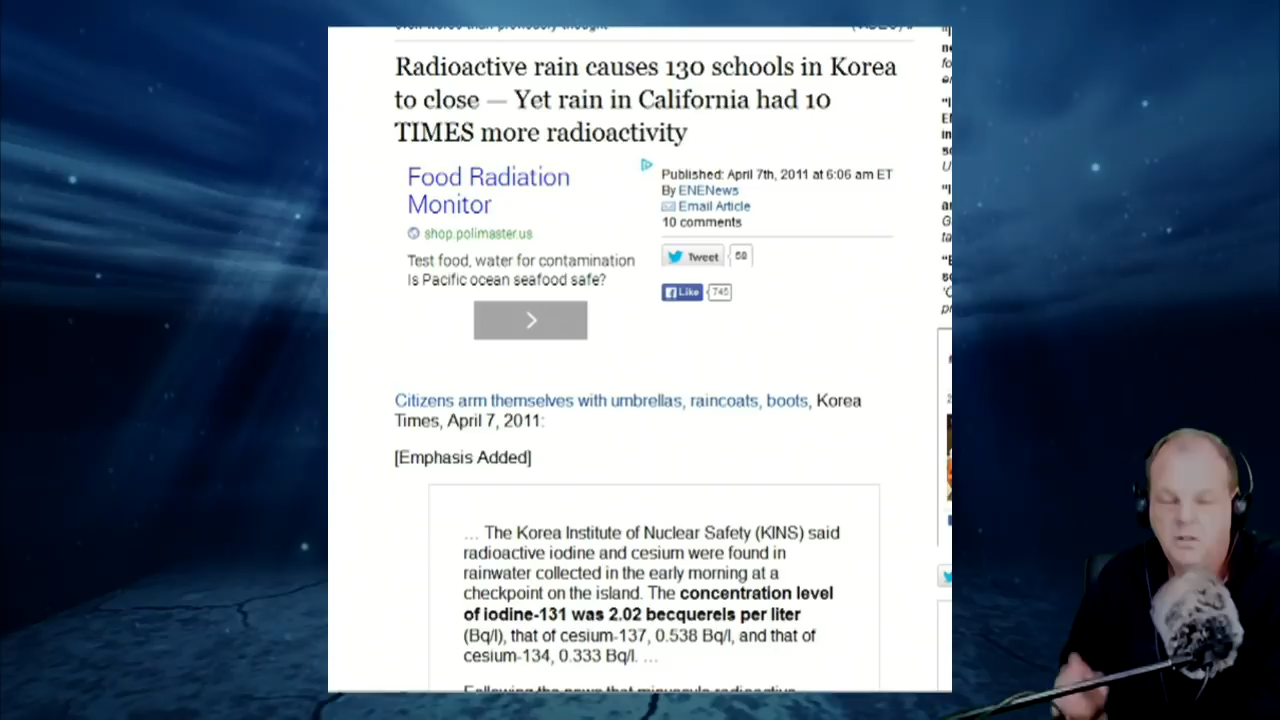 Radioactive rain causes 130 schools in Korea
to close — Yet rain in California had 10
TIMES more radioactivity
Food Radiation
Monitor
shop.polimaster.us
Test food, water for contamination
Is Pacific ocean seafood safe?
Published: April 7th, 2011 at 6:06 am ET
By ENENews
Email Article
10 comments
Tweet
Like 745
Citizens arm themselves with umbrellas, raincoats, boots, Korea
Times, April 7, 2011:
[Emphasis Added]
... The Korea Institute of Nuclear Safety (KINS) said
radioactive iodine and cesium were found in
rainwater collected in the early morning at a
checkpoint on the island. The concentration level
of iodine-131 was 2.02 becquerels per liter
(Bq/l), that of cesium-137, 0.538 Bq/l, and that of
cesium-134, 0.333 Bq/l. ...